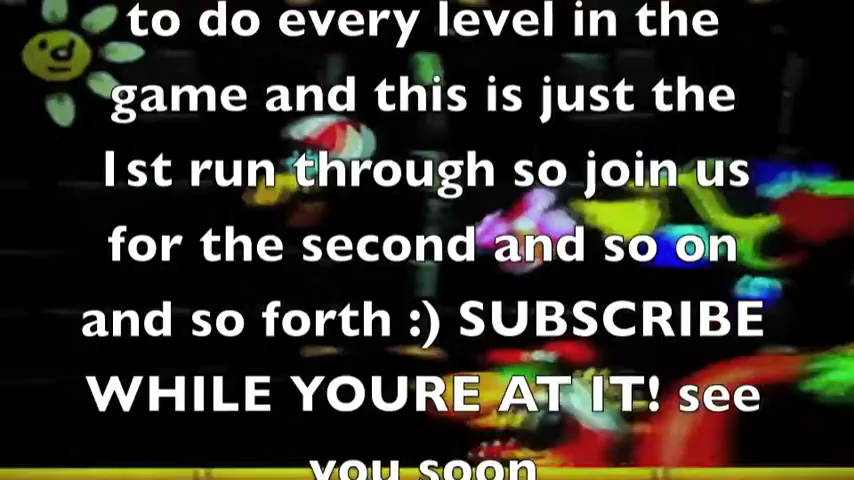 to do every level in the
game and this is just the
1st run through so join us
for the second and so on
and so forth :) SUBSCRIBE
WHILE YOURE AT IT! see
you soon